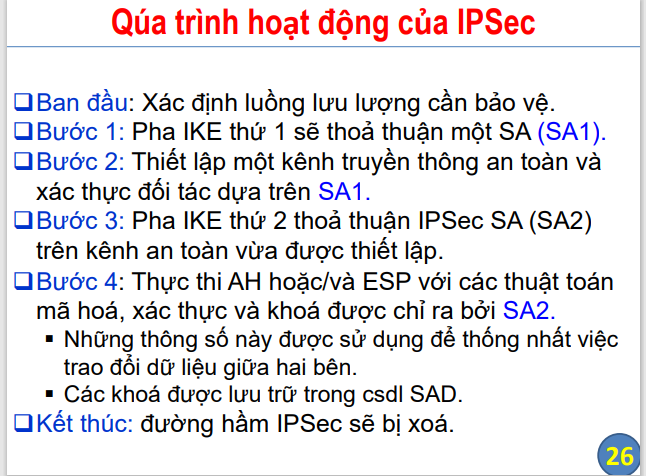 Qúa trình hoạt động của IPSec
❑Ban đầu: Xác định luồng lưu lượng cần bảo vệ.
❑Bước 1: Pha IKE thứ 1 sẽ thoả thuận một SA (SA1).
❑Bước 2: Thiết lập một kênh truyền thông an toàn và
xác thực đối tác dựa trên SA1.
❑Bước 3: Pha IKE thứ 2 thoả thuận IPSec SA (SA2)
trên kênh an toàn vừa được thiết lập.
❑Bước 4: Thực thi AH hoặc/và ESP với các thuật toán
mã hoá, xác thực và khoá được chỉ ra bởi SA2.
▪ Những thông số này được sử dụng để thống nhất việc
trao đổi dữ liệu giữa hai bên.
▪ Các khoá được lưu trữ trong csdl SAD.
❑Kết thúc: đường hầm IPSec sẽ bị xoá.
26